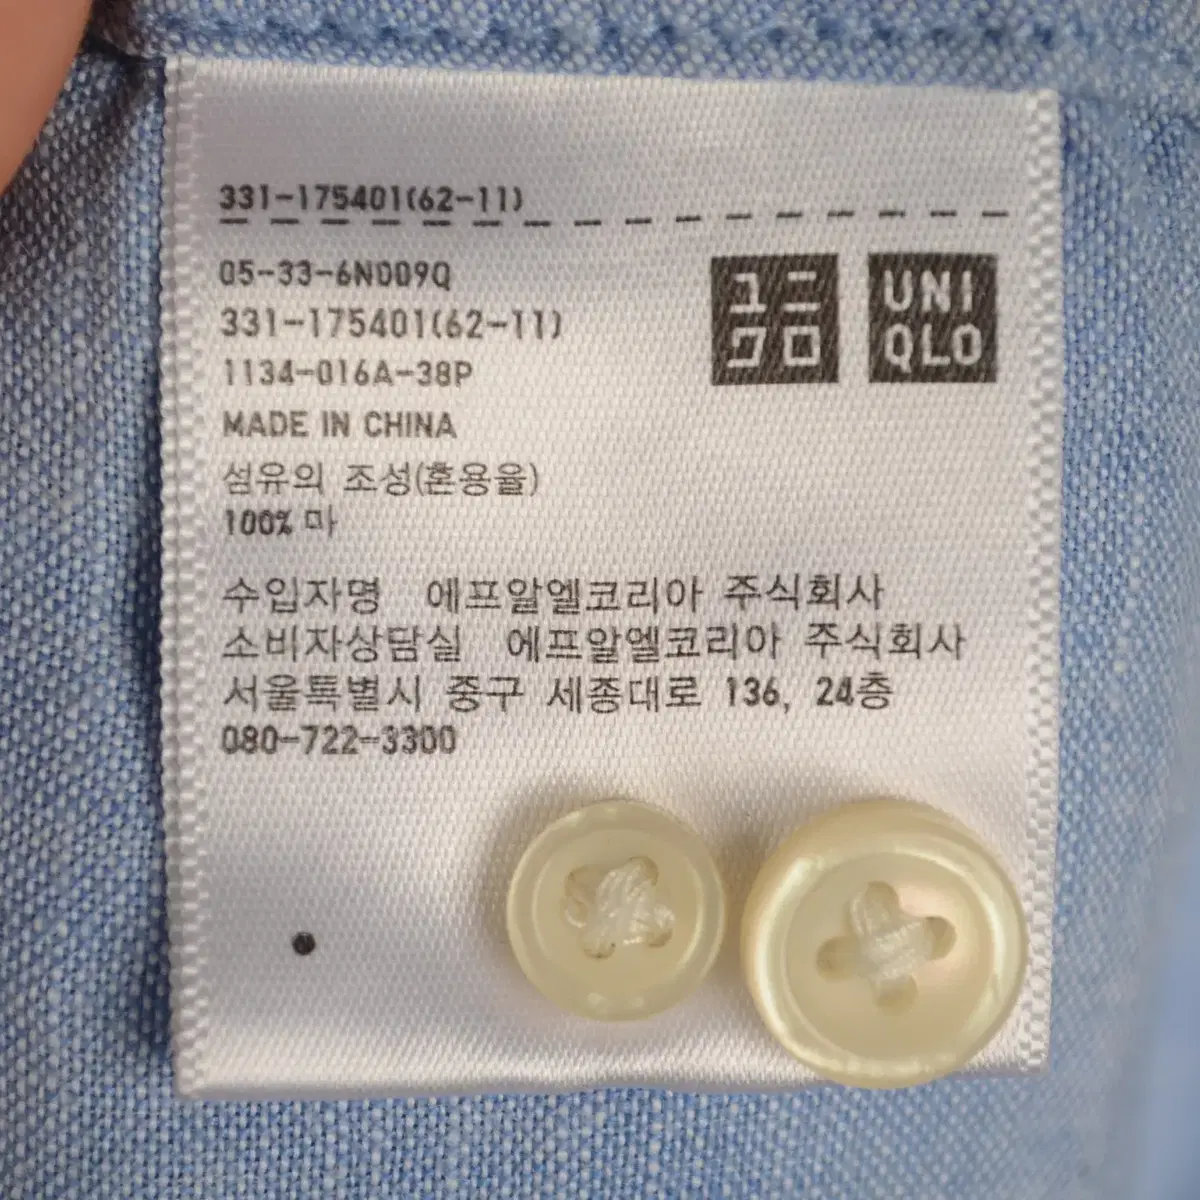 331-175401(62-11)
05-33-6N009Q
331-175401(62-11)
1134-016A-38P
MADE IN CHINA
섬유의 조성(혼용율)
100% 마
ユニ
クロ
UNI
QLO
수입자명 에프알엘코리아 주식회사
소비자상담실 에프알엘코리아 주식회사
서울특별시 중구 세종대로 136, 24층
080-722-3300